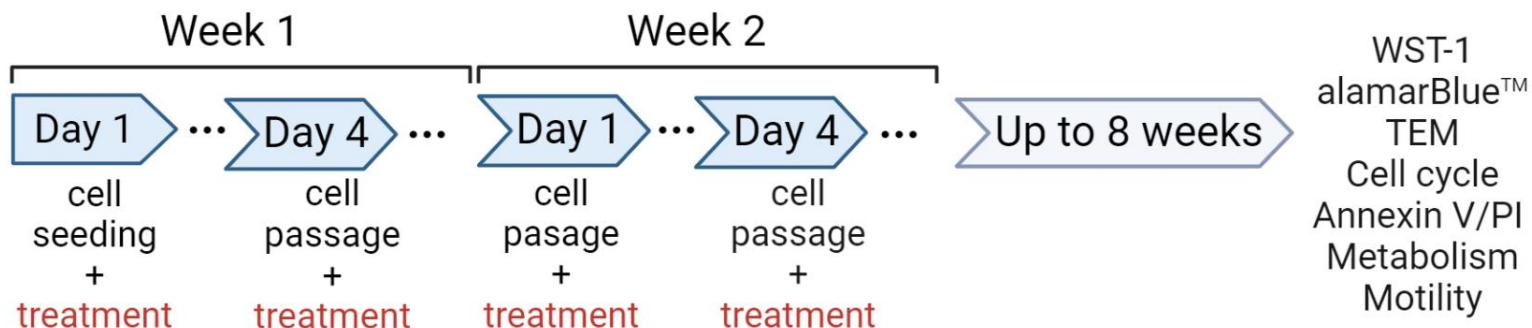 Week 1
Week 2
Day 1 ... Day 4 ... Day 1 ... Day 4 ... Up to 8 weeks
cell
seeding
+
treatment
cell
passage
+
treatment
cell
pasage
+
treatment
cell
passage
+
treatment
WST-1
alamarBlue™
TEM
Cell cycle
Annexin V/PI
Metabolism
Motility